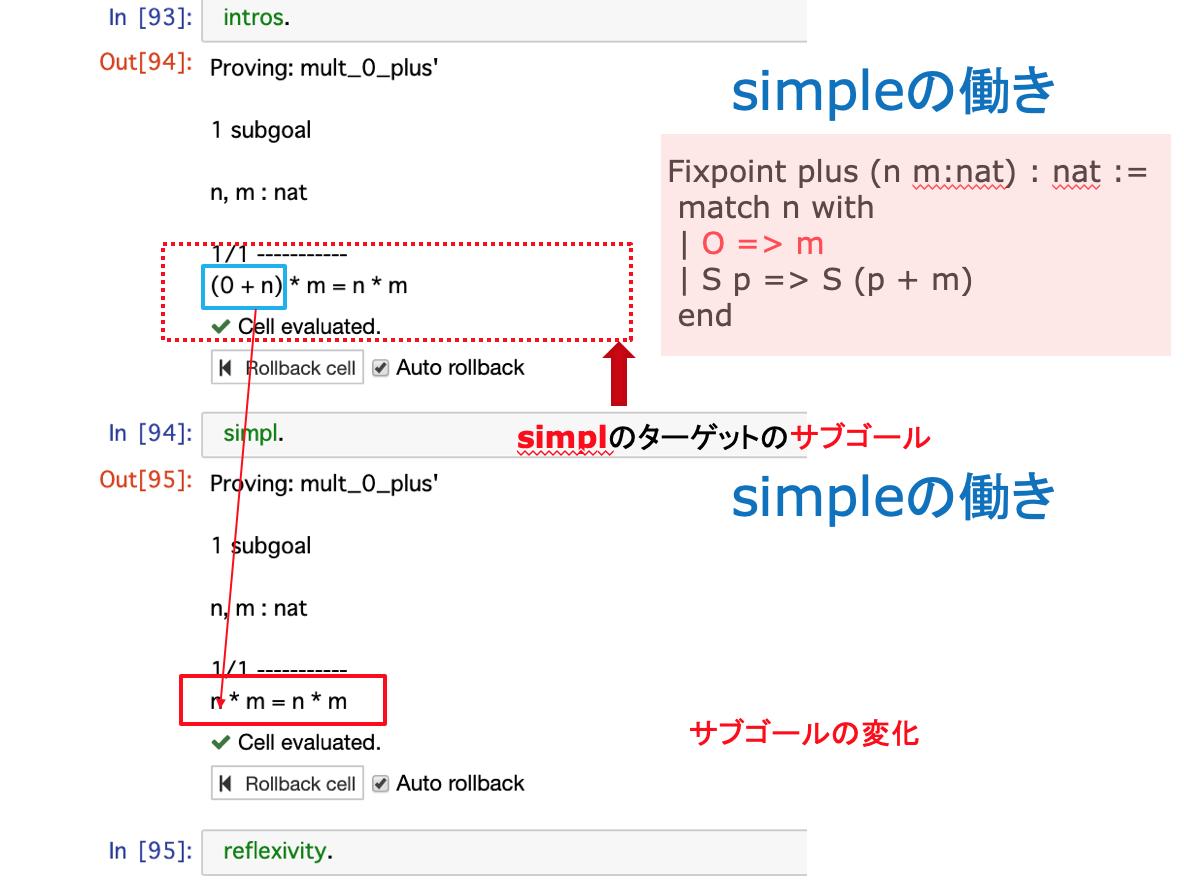 In [93]: intros.
Out[94]: Proving: mult_0_plus'
1 subgoal
n, m : nat
1/1 -----------
(0 + n) * m = n * m
✔ Cell evaluated.
Rollback cell Auto rollback
simpleの働き
Fixpoint plus (n m:nat) : nat :=
match n with
| O => m
| S p => S (p + m)
end
In [94]: simpl.
simplのターゲットのサブゴール
Out[95]: Proving: mult_0_plus'
simpleの働き
1 subgoal
n, m : nat
1/1 -----------
n * m = n * m
サブゴールの変化
✔ Cell evaluated.
Rollback cell Auto rollback
In [95]: reflexivity.